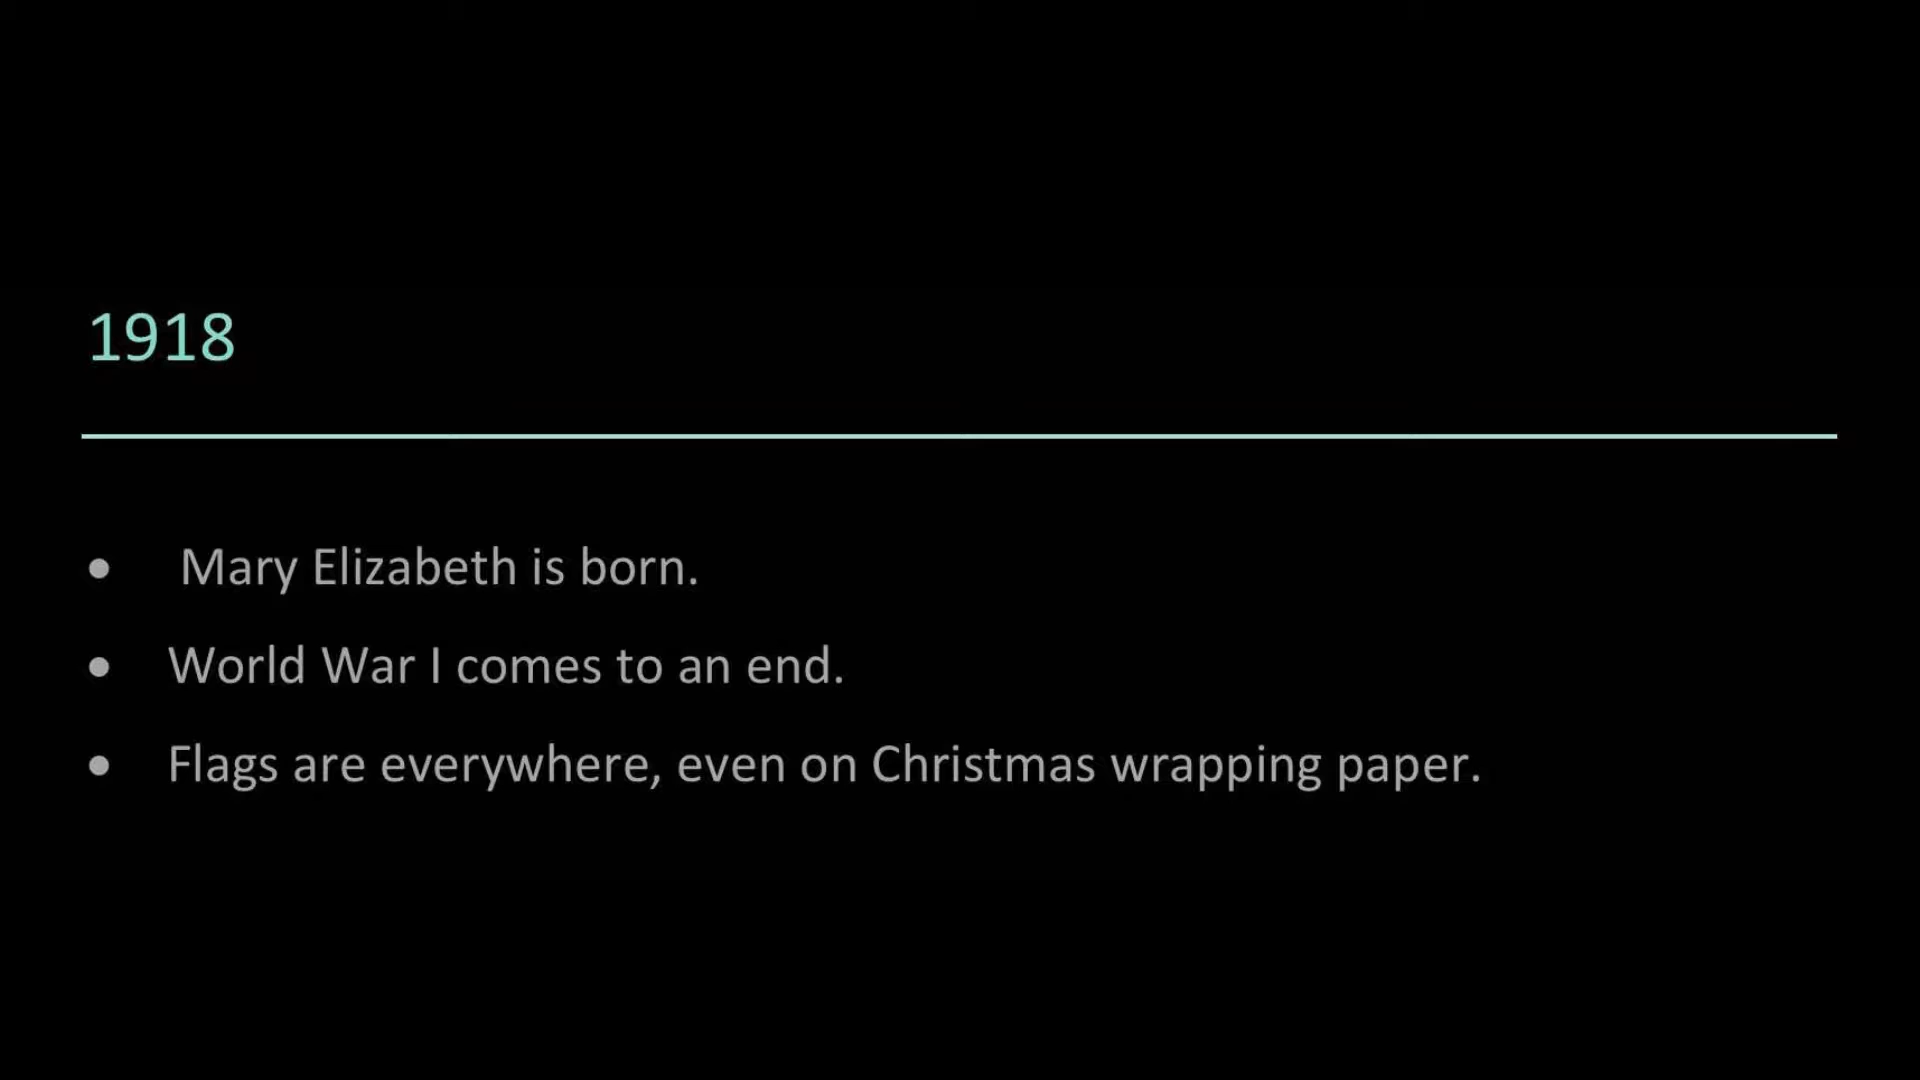 1918
• Mary Elizabeth is born.
• World War I comes to an end.
• Flags are everywhere, even on Christmas wrapping paper.